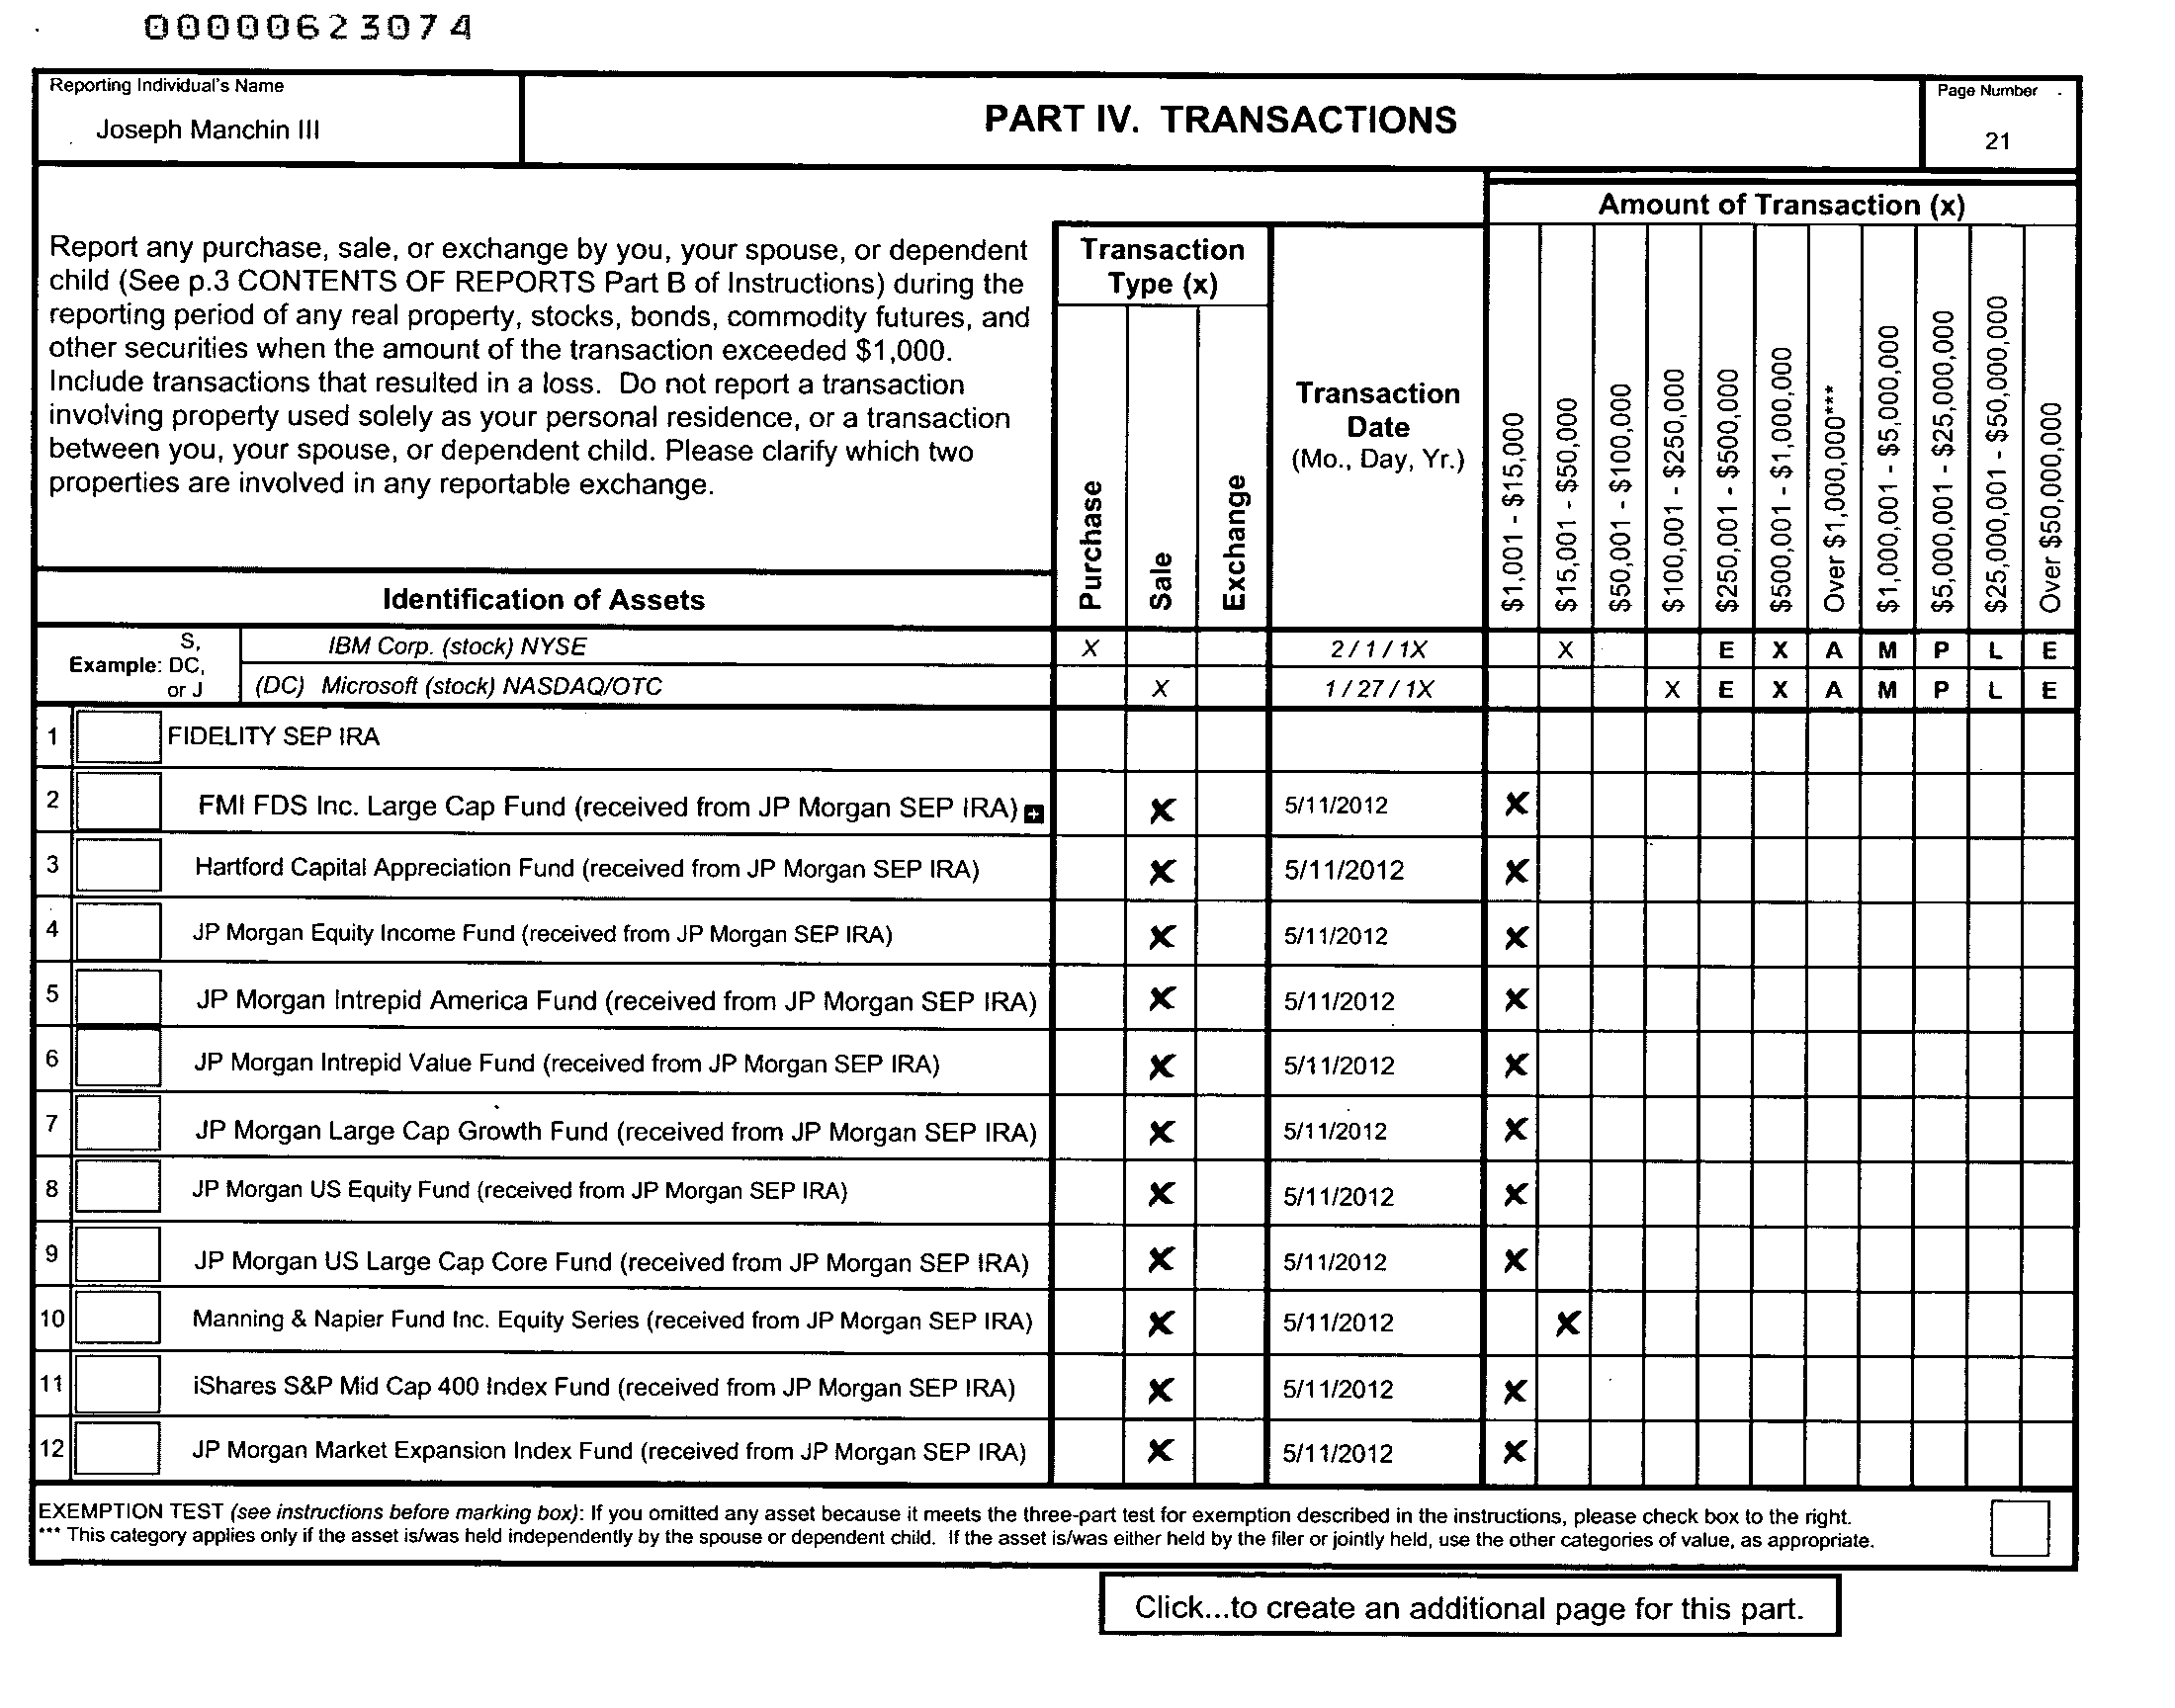 00000623074
Reporting Individual's Name
Joseph Manchin III
PART IV. TRANSACTIONS
Page Number
21
Report any purchase, sale, or exchange by you, your spouse, or dependent
child (See p.3 CONTENTS OF REPORTS Part B of Instructions) during the
reporting period of any real property, stocks, bonds, commodity futures, and
other securities when the amount of the transaction exceeded $1,000.
Include transactions that resulted in a loss. Do not report a transaction
involving property used solely as your personal residence, or a transaction
between you, your spouse, or dependent child. Please clarify which two
properties are involved in any reportable exchange.
Identification of Assets
Transaction
Type (x)
Purchase
Sale
Exchange
Transaction
Date
(Mo., Day, Yr.)
Amount of Transaction (x)
$1,001 - $15,000
$15,001 - $50,000
$50,001 - $100,000
$100,001 - $250,000
$250,001 - $500,000
$500,001 - $1,000,000
Over $1,000,000***
$1,000,001 - $5,000,000
$5,000,001 - $25,000,000
$25,000,001 - $50,000,000
Over $50,000,000
Example: S, DC, or J
IBM Corp. (stock) NYSE X 2 / 1 / 1X X E X A M P L E
(DC) Microsoft (stock) NASDAQ/OTC X 1 / 27 / 1X X E X A M P L E
1 FIDELITY SEP IRA
2 FMI FDS Inc. Large Cap Fund (received from JP Morgan SEP IRA) + X 5/11/2012 X
3 Hartford Capital Appreciation Fund (received from JP Morgan SEP IRA) X 5/11/2012 X
4 JP Morgan Equity Income Fund (received from JP Morgan SEP IRA) X 5/11/2012 X
5 JP Morgan Intrepid America Fund (received from JP Morgan SEP IRA) X 5/11/2012 X
6 JP Morgan Intrepid Value Fund (received from JP Morgan SEP IRA) X 5/11/2012 X
7 JP Morgan Large Cap Growth Fund (received from JP Morgan SEP IRA) X 5/11/2012 X
8 JP Morgan US Equity Fund (received from JP Morgan SEP IRA) X 5/11/2012 X
9 JP Morgan US Large Cap Core Fund (received from JP Morgan SEP IRA) X 5/11/2012 X
10 Manning & Napier Fund Inc. Equity Series (received from JP Morgan SEP IRA) X 5/11/2012 X
11 iShares S&P Mid Cap 400 Index Fund (received from JP Morgan SEP IRA) X 5/11/2012 X
12 JP Morgan Market Expansion Index Fund (received from JP Morgan SEP IRA) X 5/11/2012 X
EXEMPTION TEST (see instructions before marking box): If you omitted any asset because it meets the three-part test for exemption described in the instructions, please check box to the right.
*** This category applies only if the asset is/was held independently by the spouse or dependent child. If the asset is/was either held by the filer or jointly held, use the other categories of value, as appropriate.
Click...to create an additional page for this part.